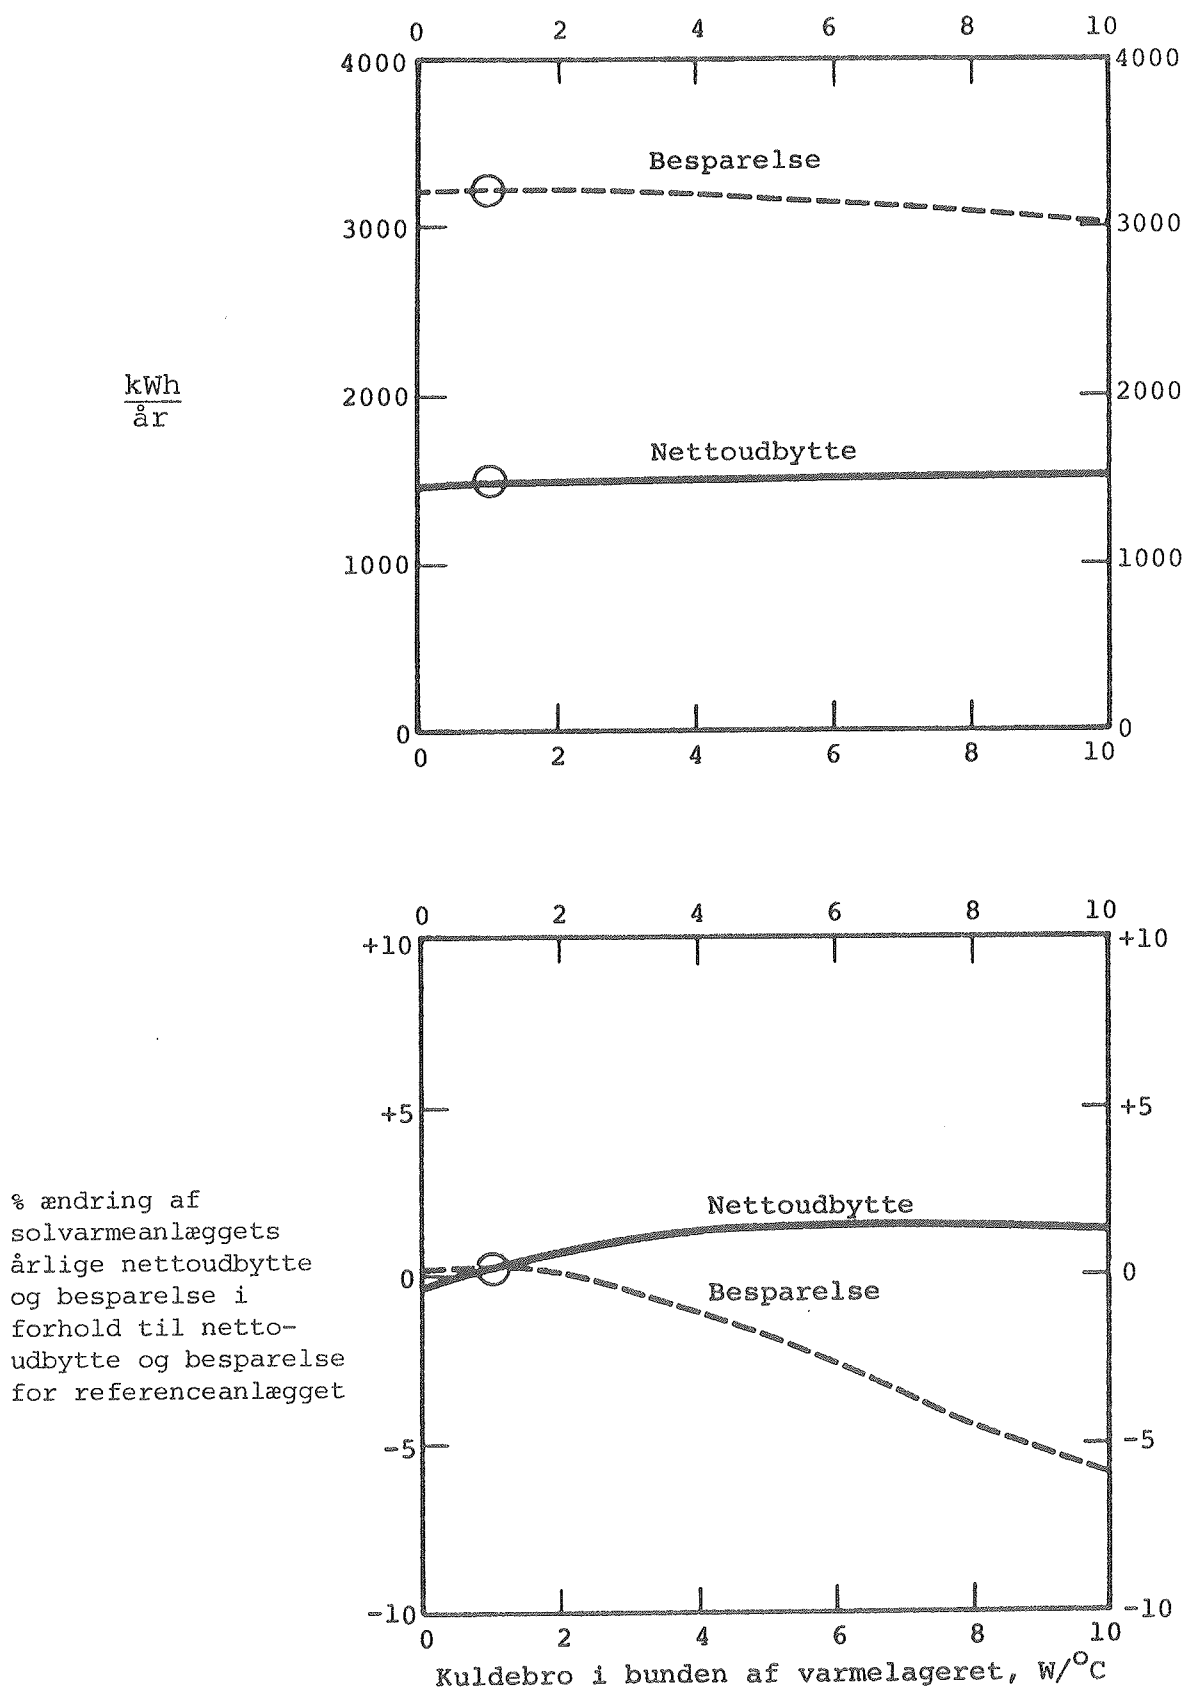 0 2 4 6 8 10
4000 4000
Besparelse
3000 3000
kWh
år
2000 2000
Nettoudbytte
1000 1000
0 0
0 2 4 6 8 10
0 2 4 6 8 10
+10 +10
+5 +5
% ændring af
solvarmeanlæggets
årlige nettoudbytte
og besparelse i
forhold til netto-
udbytte og besparelse
for referenceanlægget
Nettoudbytte
0 0
Besparelse
-5 -5
-10 -10
0 2 4 6 8 10
Kuldebro i bunden af varmelageret, W/°C